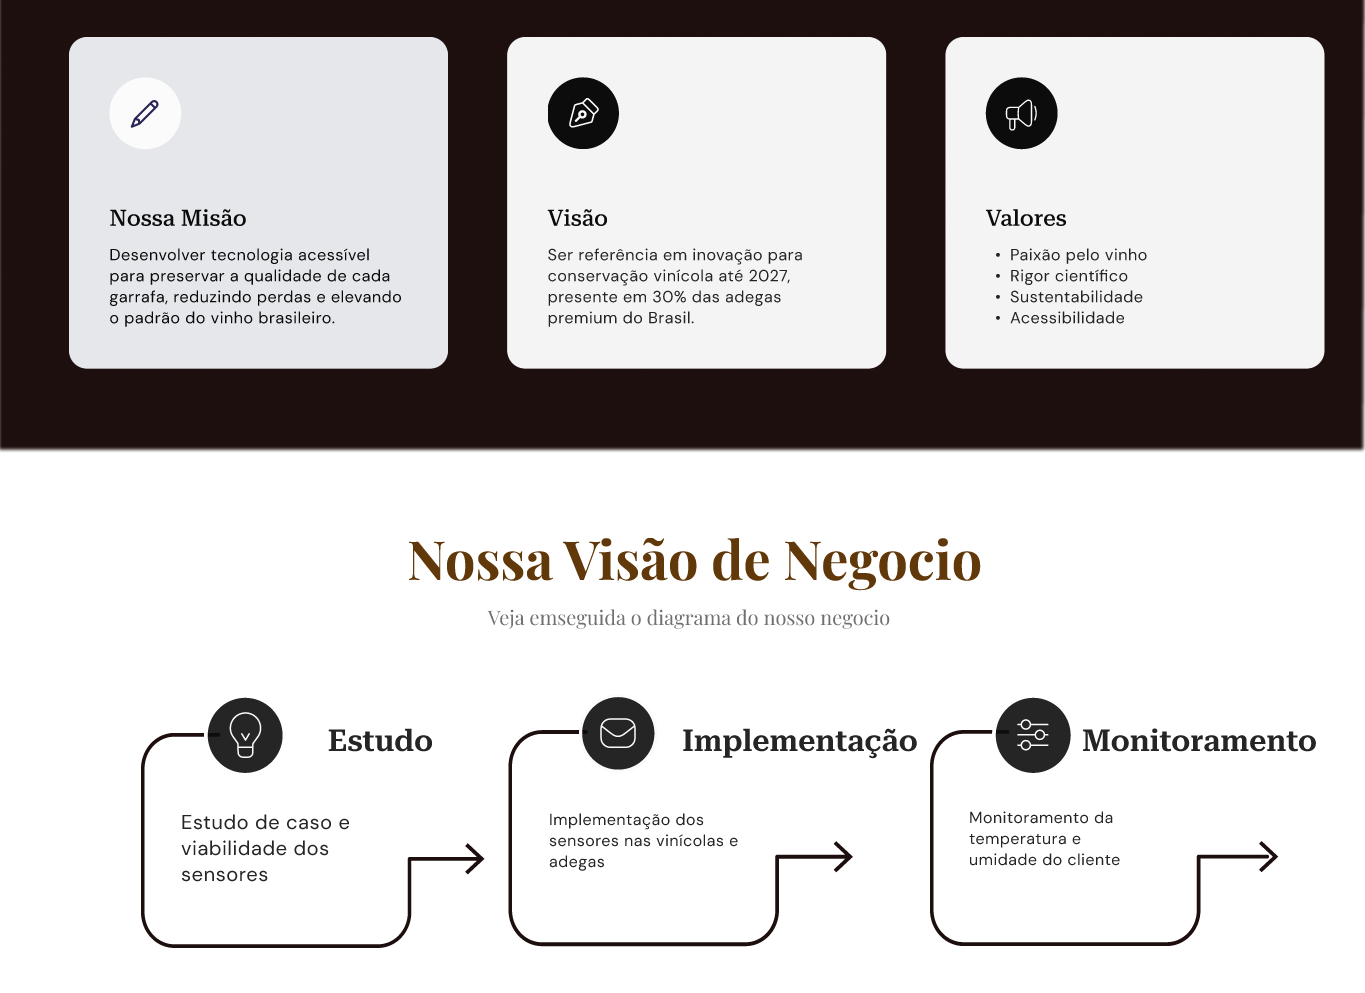 Nossa Misão
Desenvolver tecnologia acessível
para preservar a qualidade de cada
garrafa, reduzindo perdas e elevando
o padrão do vinho brasileiro.
Visão
Ser referência em inovação para
conservação vinícola até 2027,
presente em 30% das adegas
premium do Brasil.
Valores
• Paixão pelo vinho
• Rigor científico
• Sustentabilidade
• Acessibilidade
Nossa Visão de Negocio
Veja emseguida o diagrama do nosso negocio
Estudo
Estudo de caso e
viabilidade dos
sensores
Implementação
Implementação dos
sensores nas vinícolas e
adegas
Monitoramento
Monitoramento da
temperatura e
umidade do cliente